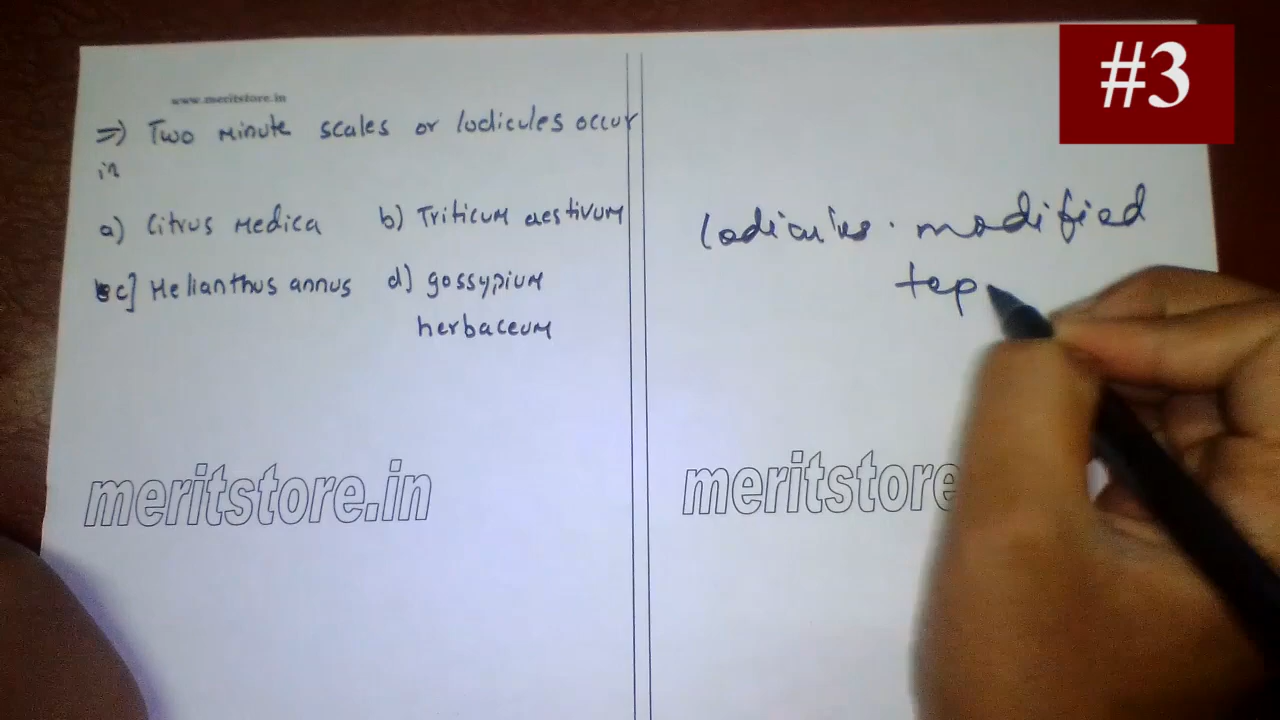 #3
www.meritstore.in
=) Two minute scales or lodicules occur
in
a) Citrus medica b) Triticum aestivum
c] Helianthus annus d) gossypium
herbaceum
lodicules. modified
tep
meritstore.in
meritstore